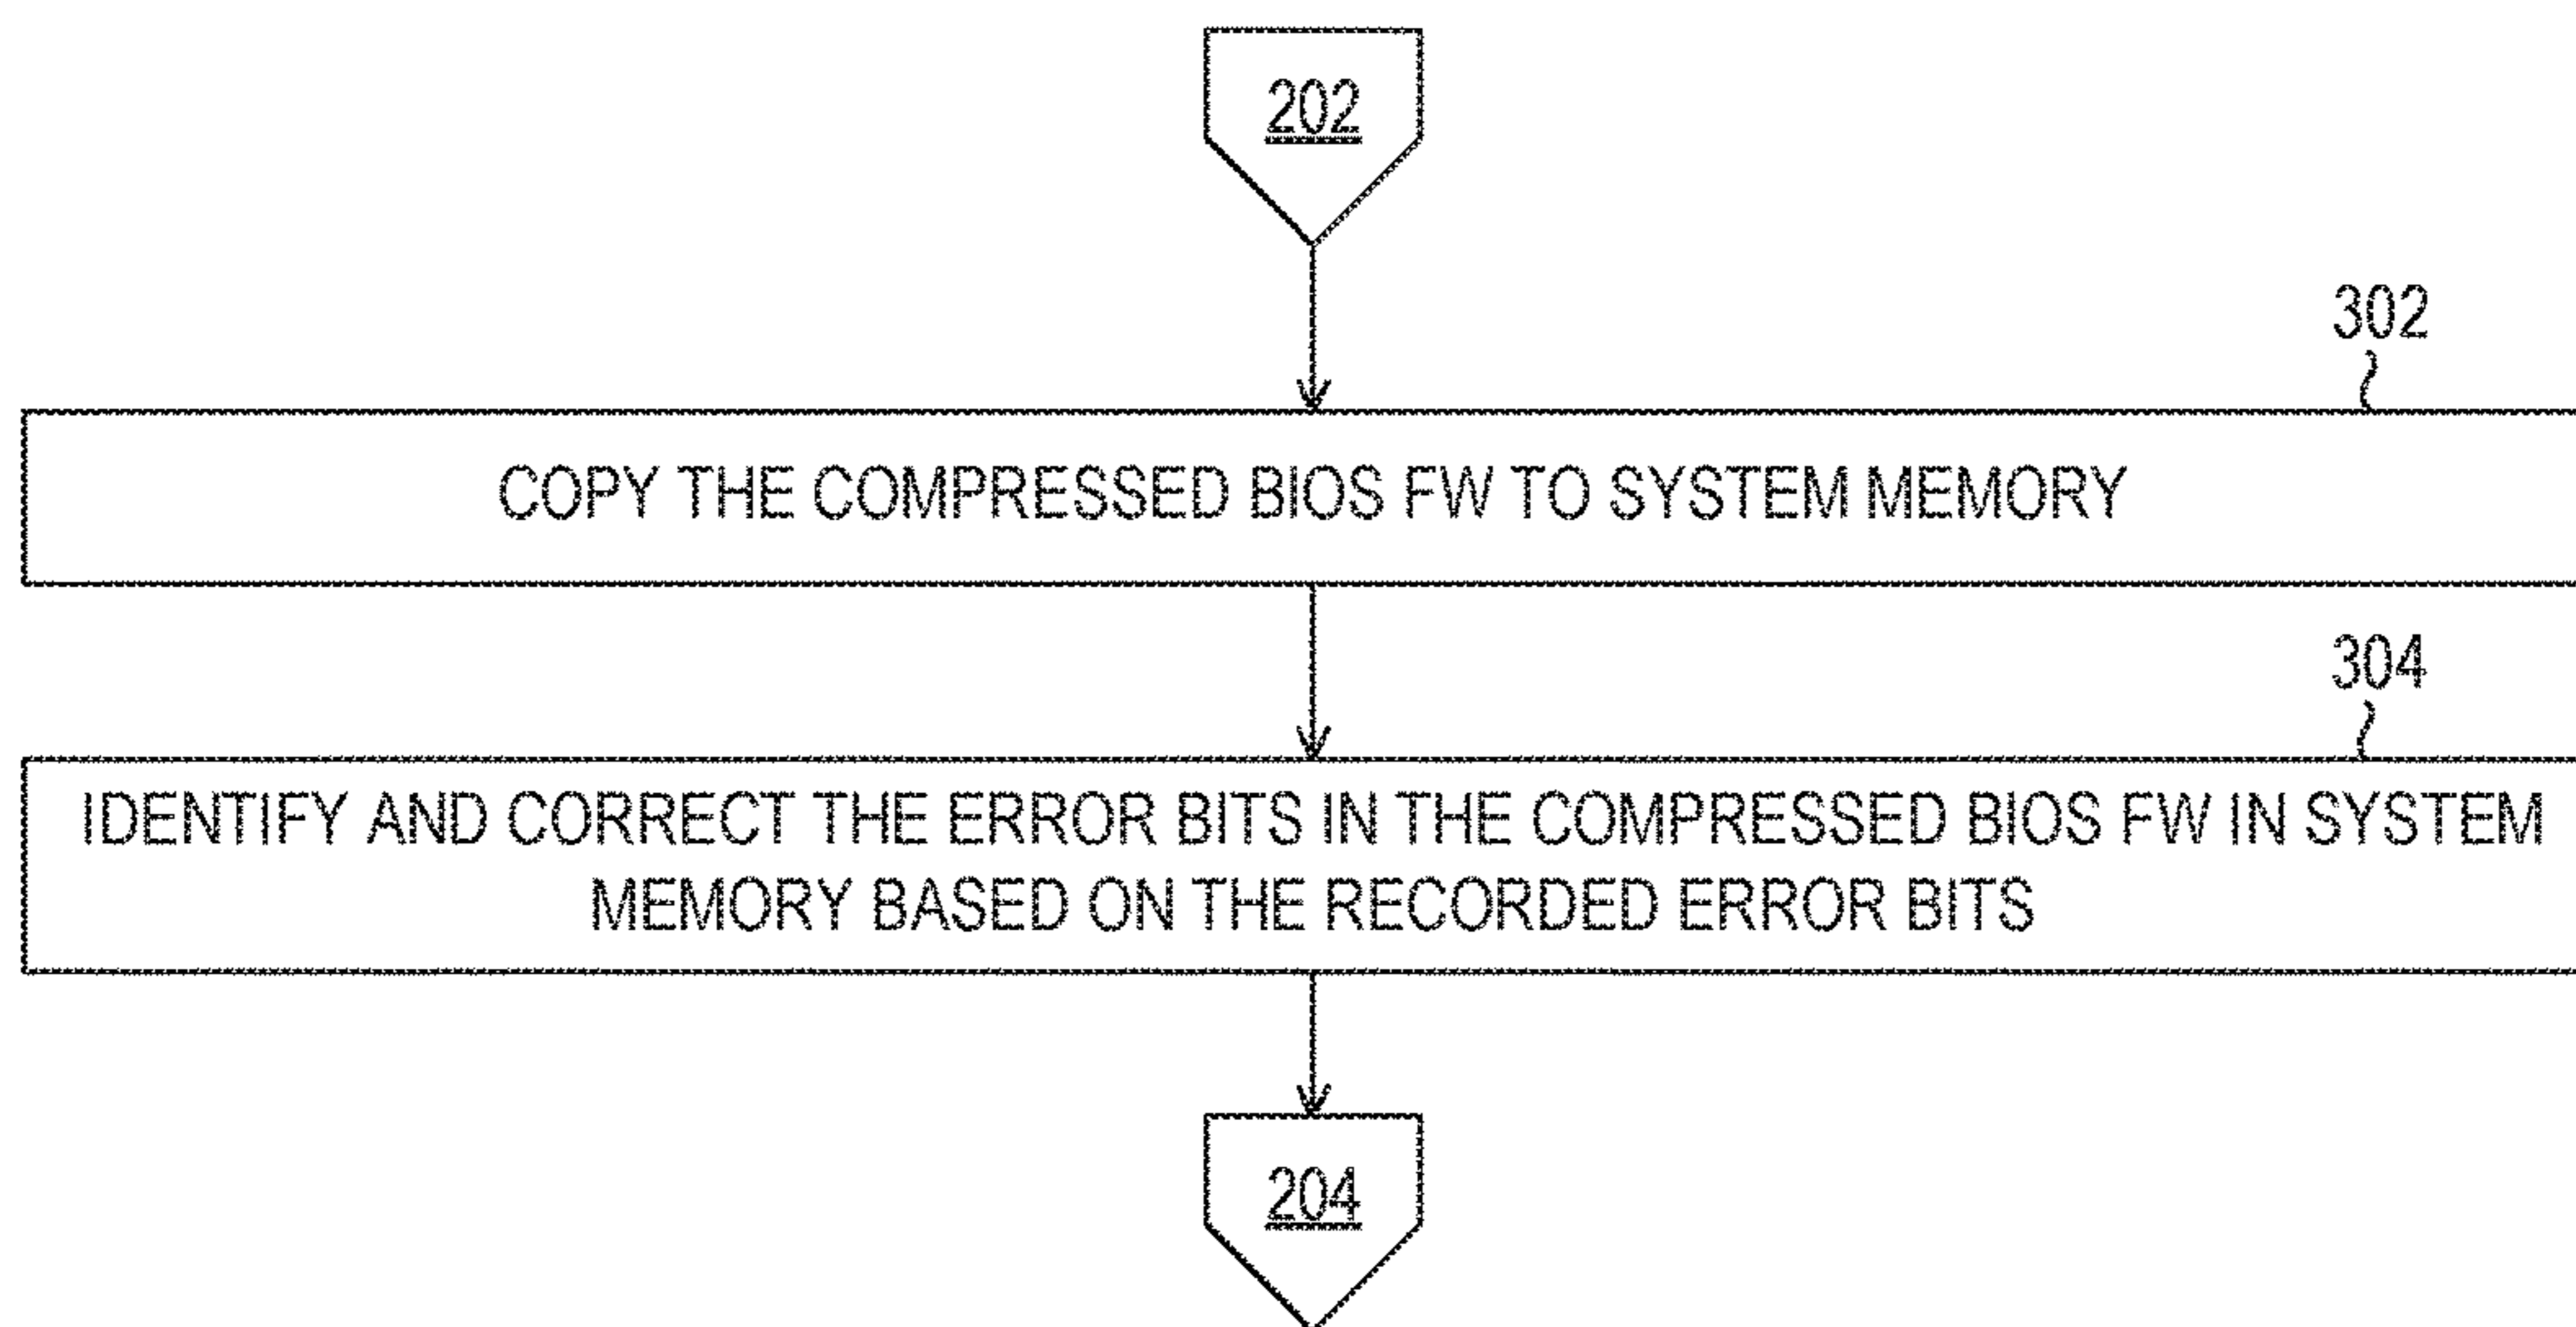 202
302
COPY THE COMPRESSED BIOS FW TO SYSTEM MEMORY
304
IDENTIFY AND CORRECT THE ERROR BITS IN THE COMPRESSED BIOS FW IN SYSTEM
MEMORY BASED ON THE RECORDED ERROR BITS
204